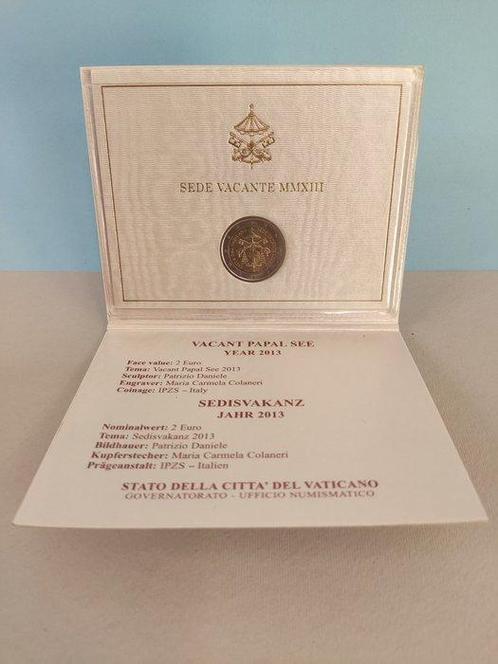 SEDE VACANTE MMXIII
VACANT PAPAL SEE
YEAR 2013
Face value: 2 Euro
Tema: Vacant Papal See 2013
Sculptor: Patrizio Daniele
Engraver: Maria Carmela Colaneri
Coinage: IPZS – Italy
SEDISVAKANZ
JAHR 2013
Nominalwert: 2 Euro
Tema: Sedisvakanz 2013
Bildhauer: Patrizio Daniele
Kupferstecher: Maria Carmela Colaneri
Prägeanstalt: IPZS – Italien
STATO DELLA CITTA' DEL VATICANO
GOVERNATORATO - UFFICIO NUMISMATICO